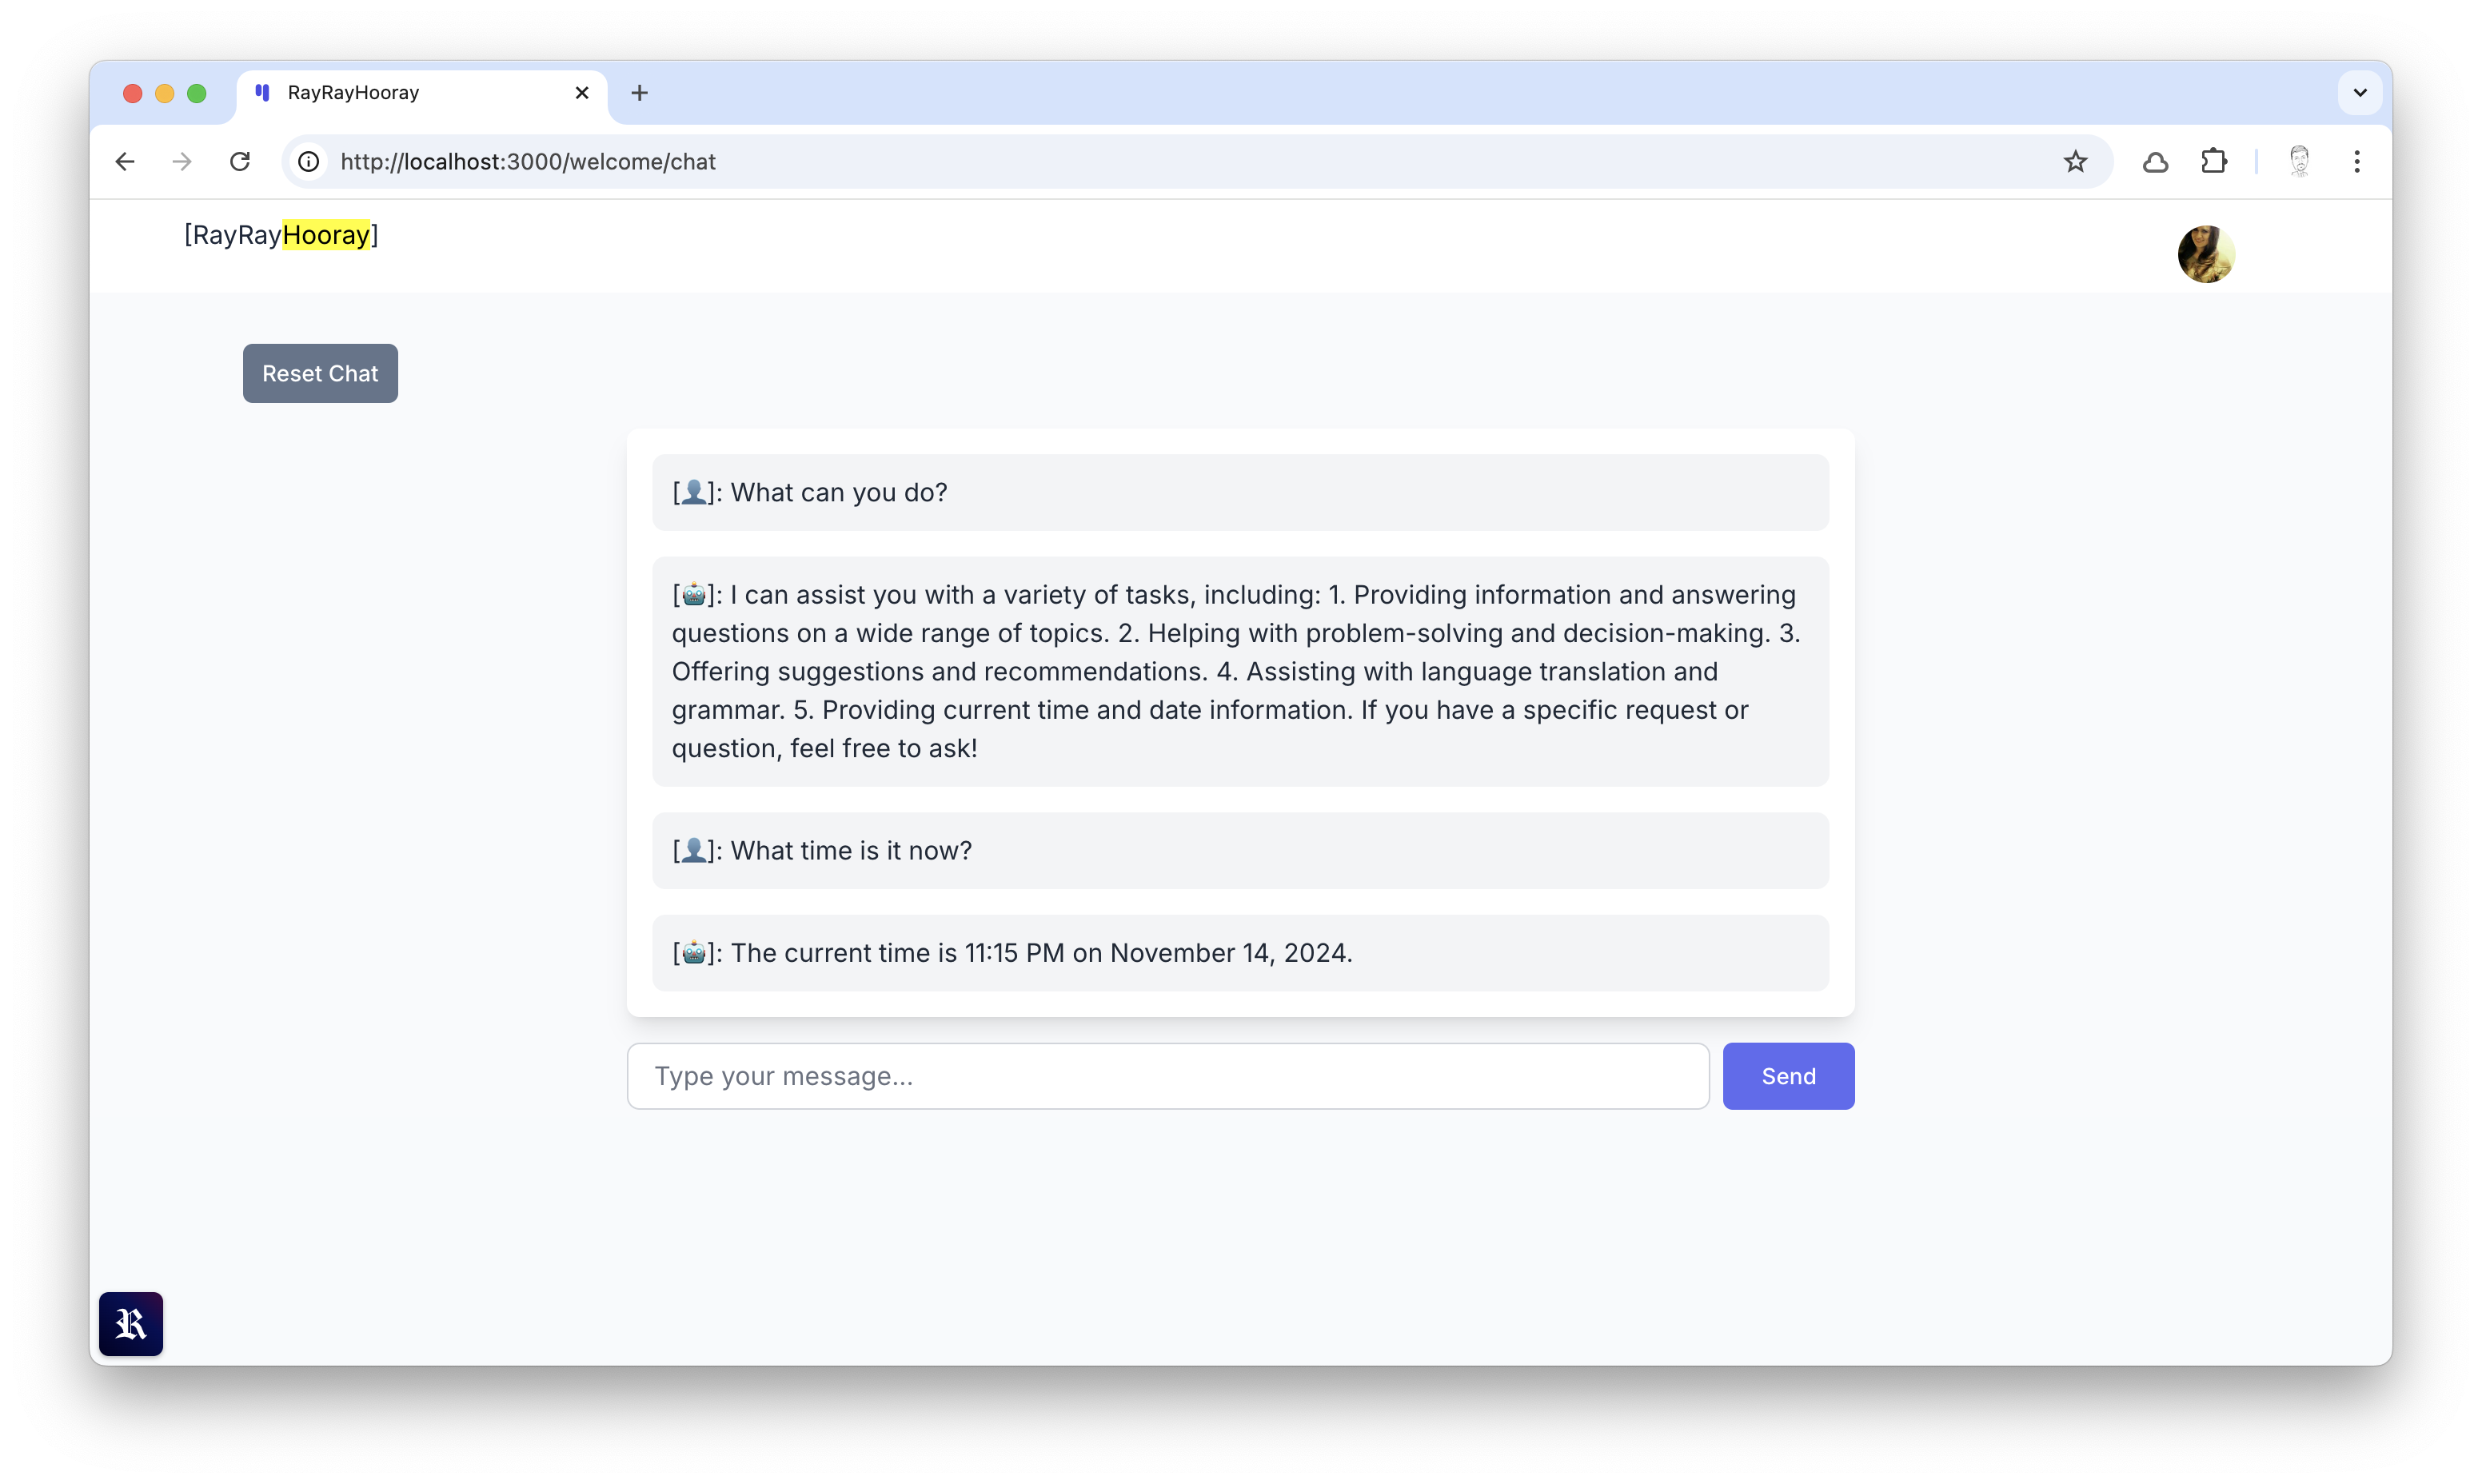 RayRayHooray
http://localhost:3000/welcome/chat
[RayRayHooray]
Reset Chat
[👤]: What can you do?
[🤖]: I can assist you with a variety of tasks, including: 1. Providing information and answering
questions on a wide range of topics. 2. Helping with problem-solving and decision-making. 3.
Offering suggestions and recommendations. 4. Assisting with language translation and
grammar. 5. Providing current time and date information. If you have a specific request or
question, feel free to ask!
[👤]: What time is it now?
[🤖]: The current time is 11:15 PM on November 14, 2024.
Type your message...
Send
R